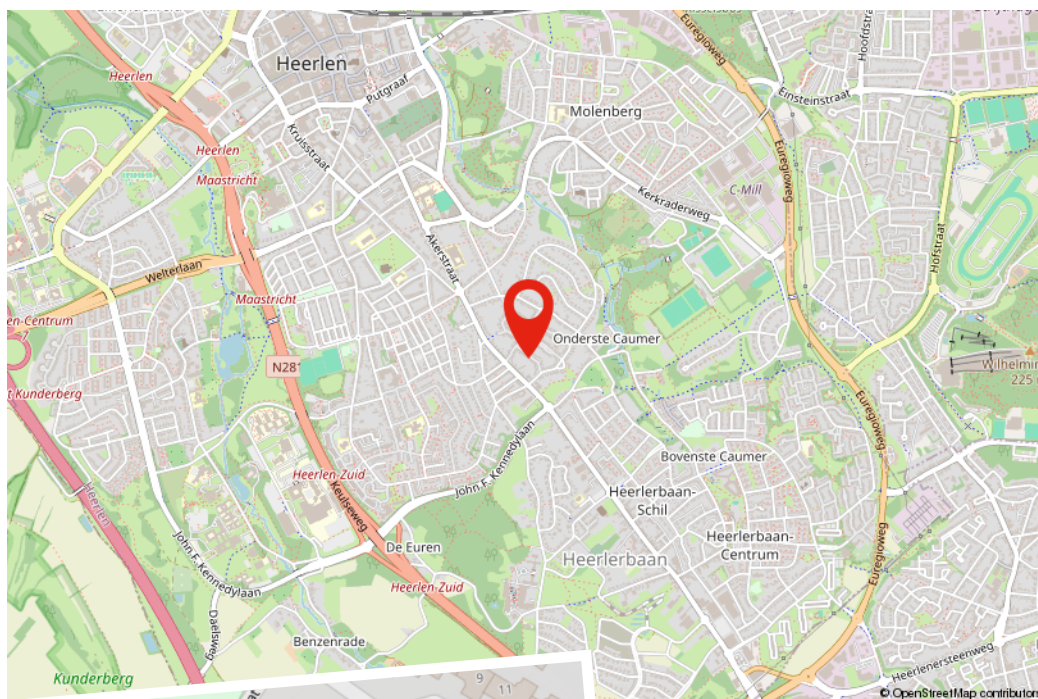 Heerlen
Putgraaf
Molenberg
Euregioweg
Hoofdstraat
Einsteinstraat
Heerlen
Kruisstraat
Heerlen
Maastricht
C-Mill
Euregioweg
Kerkraderweg
Hofstraat
Akerstraat
Welterlaan
Maastricht
en-Centrum
Onderste Caumer
N281
Wilhelmin
225
t Kunderberg
Euregioweg
Bovenste Caumer
John F. Kennedylaan
Heerlen-Zuid
Keulseweg
Heerlerbaan-
Schil
Heerlen
Heerlerbaan-
Centrum
De Euren
Heerlerbaan
John F. Kennedylaan
Heerlen-Zuid
Euregioweg
Daelsweg
Benzenrade
Heerlenersteenweg
Kunderberg
9
11
at
© OpenStreetMap contributors